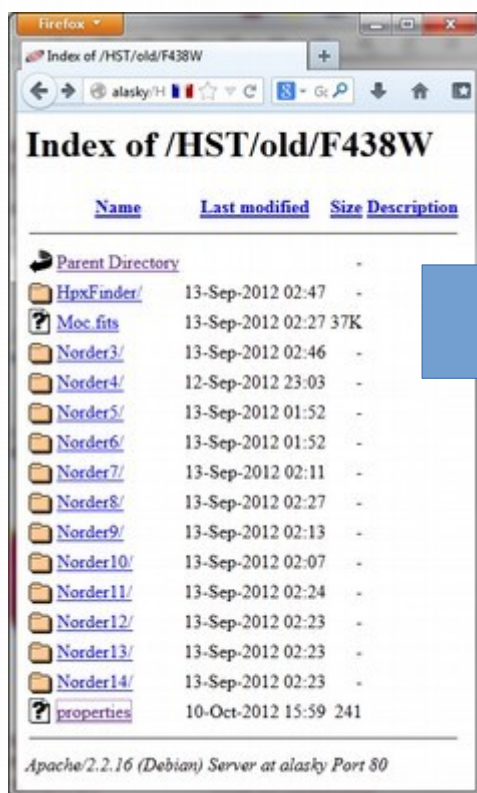 Firefox
Index of /HST/old/F438W
alasky/H
Index of /HST/old/F438W
Name Last modified Size Description
Parent Directory -
HpxFinder/ 13-Sep-2012 02:47 -
Moc.fits 13-Sep-2012 02:27 37K
Norder3/ 13-Sep-2012 02:46 -
Norder4/ 12-Sep-2012 23:03 -
Norder5/ 13-Sep-2012 01:52 -
Norder6/ 13-Sep-2012 01:52 -
Norder7/ 13-Sep-2012 02:11 -
Norder8/ 13-Sep-2012 02:27 -
Norder9/ 13-Sep-2012 02:13 -
Norder10/ 13-Sep-2012 02:07 -
Norder11/ 13-Sep-2012 02:24 -
Norder12/ 13-Sep-2012 02:23 -
Norder13/ 13-Sep-2012 02:23 -
Norder14/ 13-Sep-2012 02:23 -
properties 10-Oct-2012 15:59 241
Apache/2.2.16 (Debian) Server at alasky Port 80